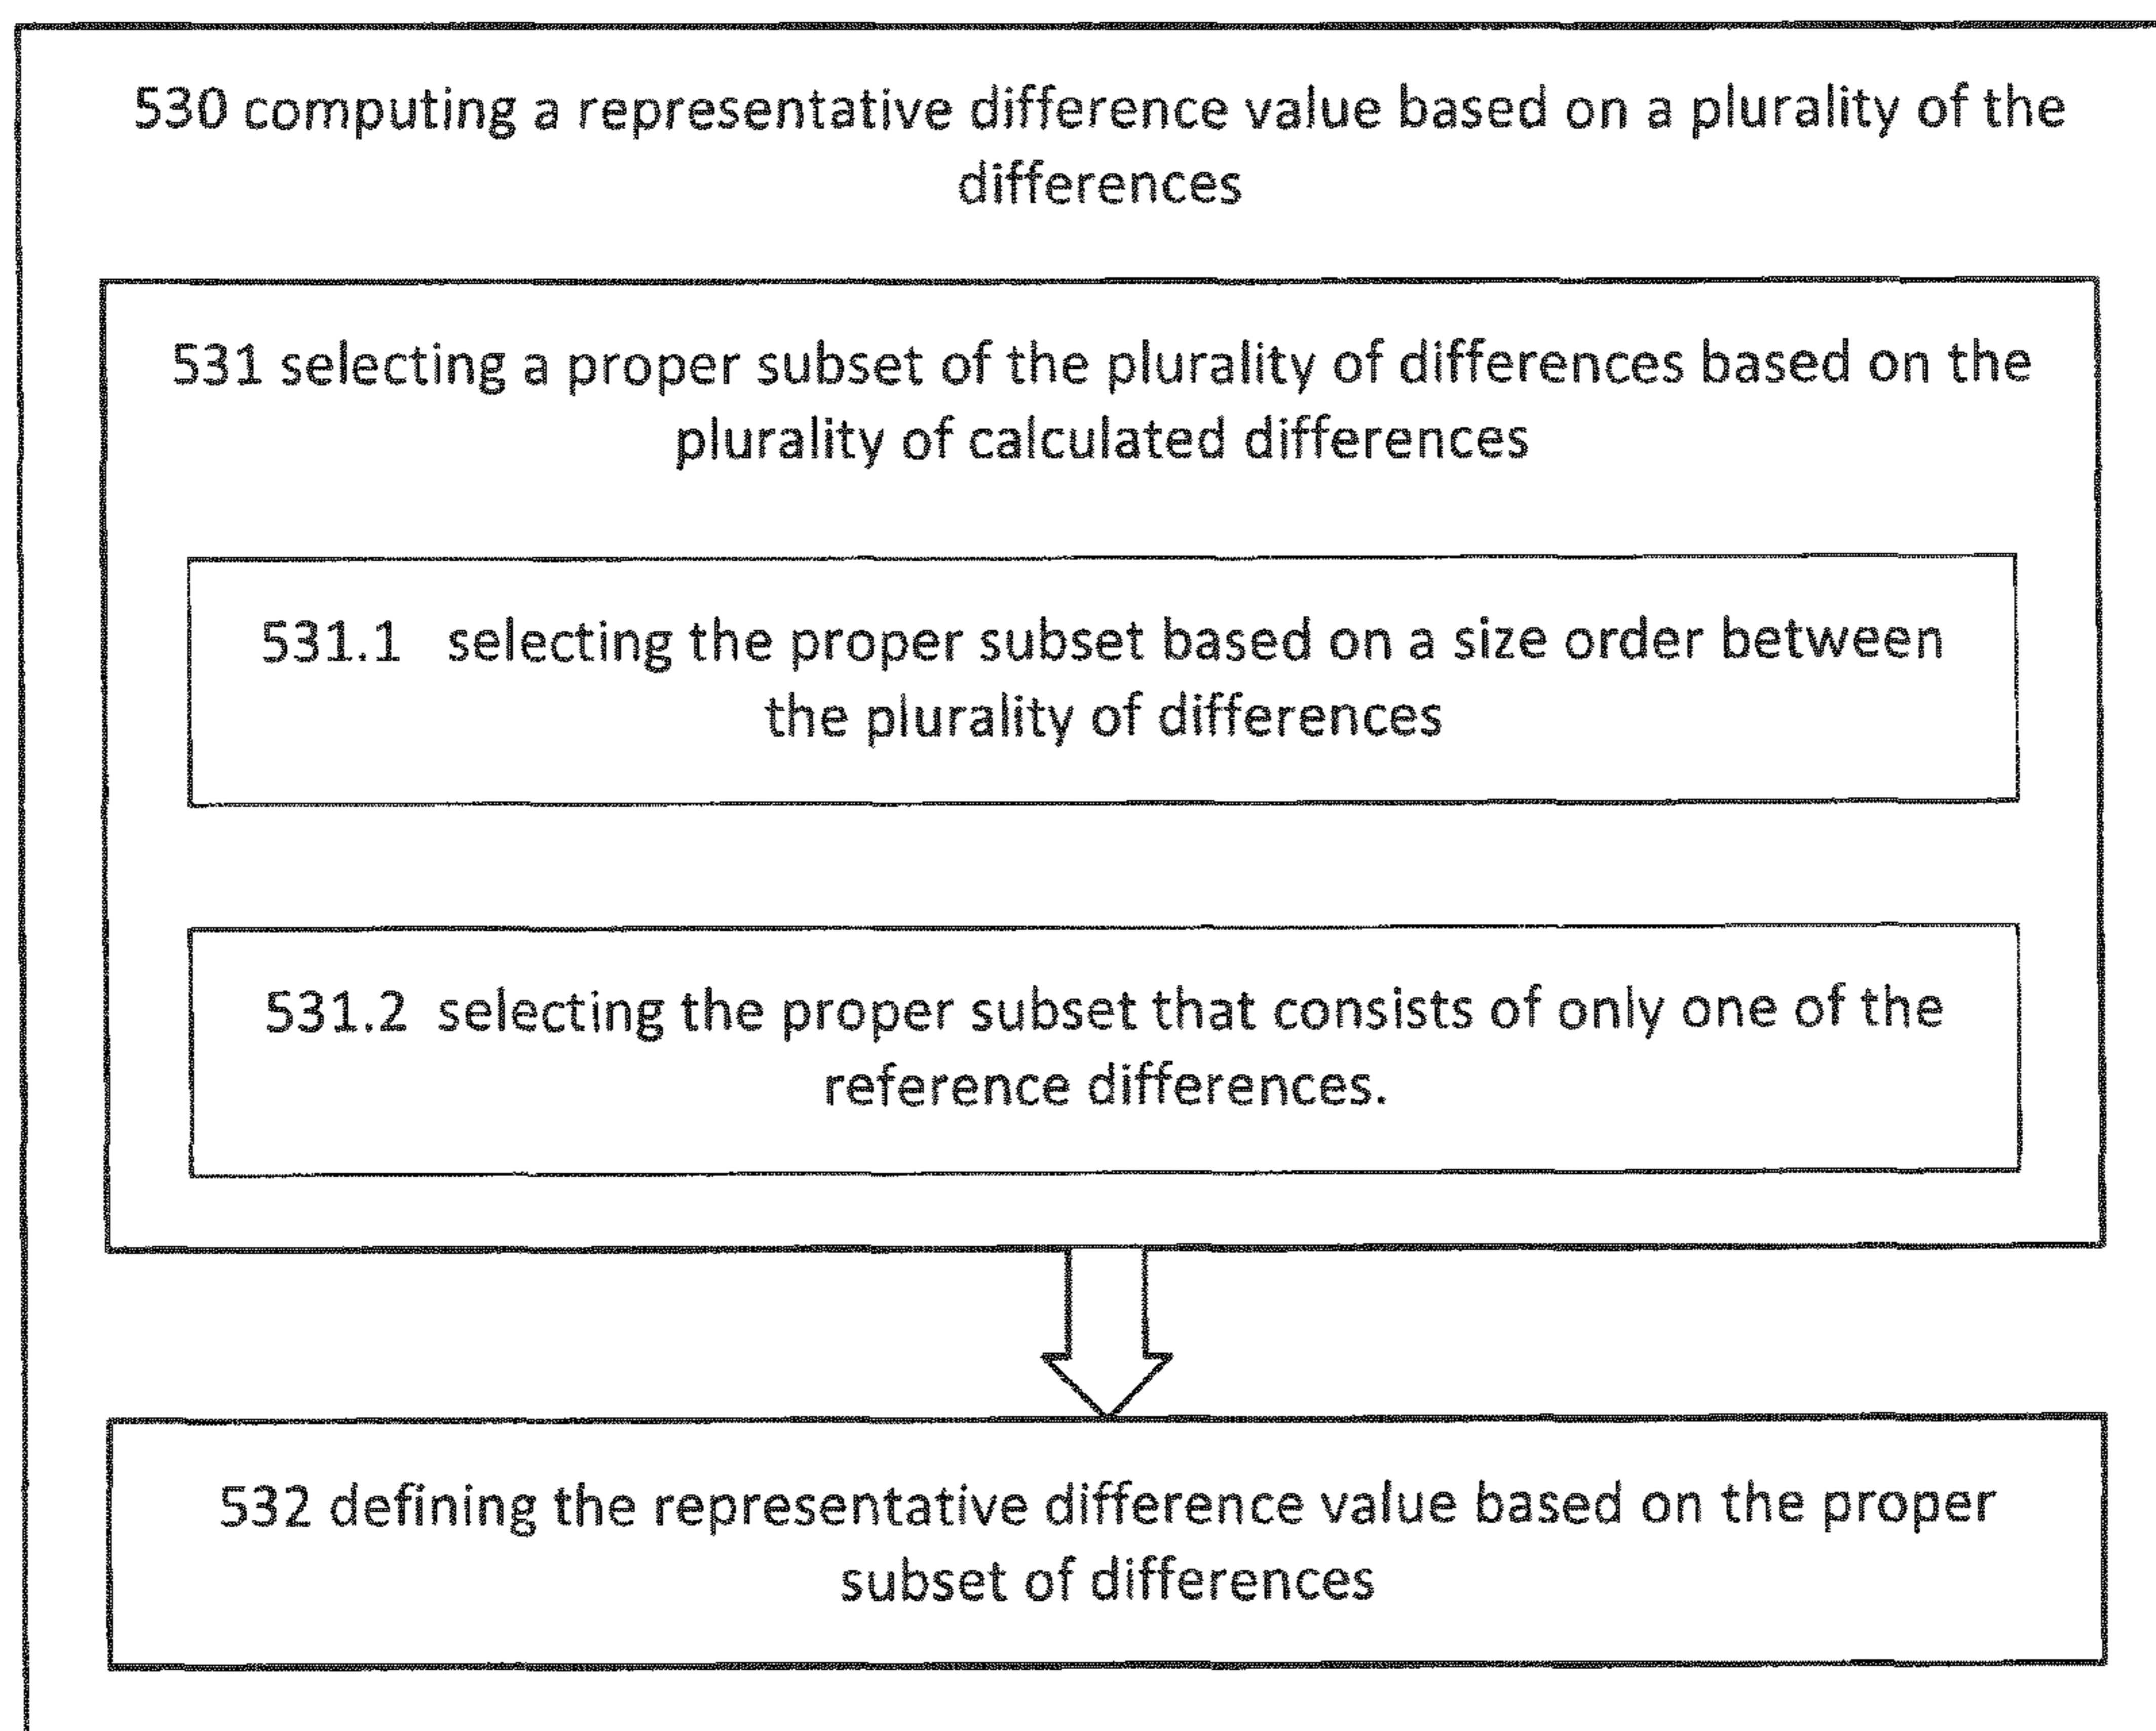 530 computing a representative difference value based on a plurality of the
differences
531 selecting a proper subset of the plurality of differences based on the
plurality of calculated differences
531.1 selecting the proper subset based on a size order between
the plurality of differences
531.2 selecting the proper subset that consists of only one of the
reference differences.
532 defining the representative difference value based on the proper
subset of differences